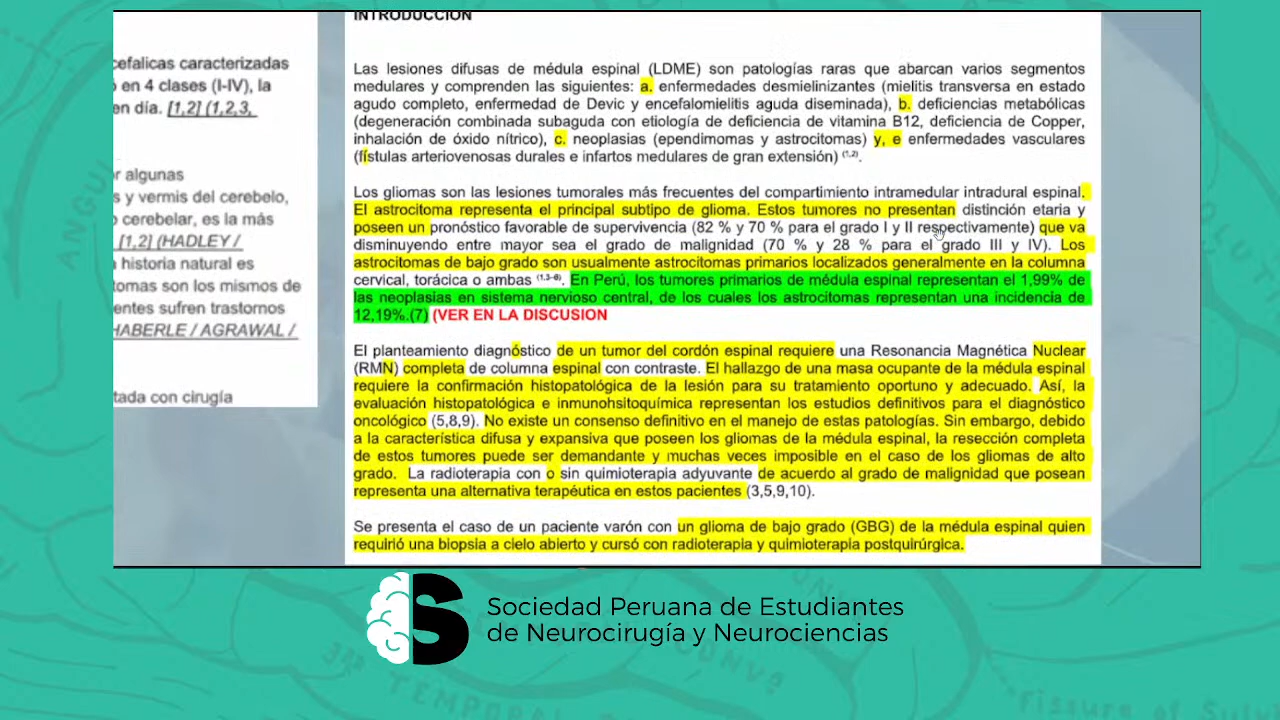 cefalicas caracterizadas
en 4 clases (I-IV), la
en día. [1,2] (1,2,3,
r algunas
s y vermis del cerebelo,
cerebelar, es la más
[1,2] (HADLEY /
historia natural es
tomas son los mismos de
entes sufren trastornos
HABERLE / AGRAWAL /
tada con cirugía
INTRODUCCIÓN
Las lesiones difusas de médula espinal (LDME) son patologías raras que abarcan varios segmentos
medulares y comprenden las siguientes: a. enfermedades desmielinizantes (mielitis transversa en estado
agudo completo, enfermedad de Devic y encefalomielitis aguda diseminada), b. deficiencias metabólicas
(degeneración combinada subaguda con etiología de deficiencia de vitamina B12, deficiencia de Copper,
inhalación de óxido nítrico), c. neoplasias (ependimomas y astrocitomas) y, e enfermedades vasculares
(fístulas arteriovenosas durales e infartos medulares de gran extensión) (1,2).
Los gliomas son las lesiones tumorales más frecuentes del compartimiento intramedular intradural espinal.
El astrocitoma representa el principal subtipo de glioma. Estos tumores no presentan distinción etaria y
poseen un pronóstico favorable de supervivencia (82 % y 70 % para el grado I y II respectivamente) que va
disminuyendo entre mayor sea el grado de malignidad (70 % y 28 % para el grado III y IV). Los
astrocitomas de bajo grado son usualmente astrocitomas primarios localizados generalmente en la columna
cervical, torácica o ambas (1,3–6). En Perú, los tumores primarios de médula espinal representan el 1,99% de
las neoplasias en sistema nervioso central, de los cuales los astrocitomas representan una incidencia de
12,19%.(7) (VER EN LA DISCUSION
El planteamiento diagnóstico de un tumor del cordón espinal requiere una Resonancia Magnética Nuclear
(RMN) completa de columna espinal con contraste. El hallazgo de una masa ocupante de la médula espinal
requiere la confirmación histopatológica de la lesión para su tratamiento oportuno y adecuado. Así, la
evaluación histopatológica e inmunohsitoquímica representan los estudios definitivos para el diagnóstico
oncológico (5,8,9). No existe un consenso definitivo en el manejo de estas patologías. Sin embargo, debido
a la característica difusa y expansiva que poseen los gliomas de la médula espinal, la resección completa
de estos tumores puede ser demandante y muchas veces imposible en el caso de los gliomas de alto
grado. La radioterapia con o sin quimioterapia adyuvante de acuerdo al grado de malignidad que posean
representa una alternativa terapéutica en estos pacientes (3,5,9,10).
Se presenta el caso de un paciente varón con un glioma de bajo grado (GBG) de la médula espinal quien
requirió una biopsia a cielo abierto y cursó con radioterapia y quimioterapia postquirúrgica.
S
Sociedad Peruana de Estudiantes
de Neurocirugía y Neurociencias
ANGU
TEMPORAL
CONVº
Fissure of Sylvi